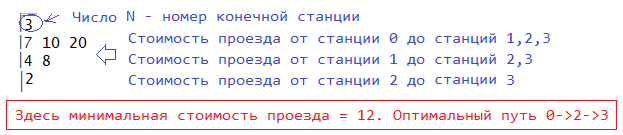 3 Число N - номер конечной станции
7 10 20 Стоимость проезда от станции 0 до станций 1,2,3
4 8 Стоимость проезда от станции 1 до станций 2,3
2 Стоимость проезда от станции 2 до станции 3
Здесь минимальная стоимость проезда = 12. Оптимальный путь 0->2->3